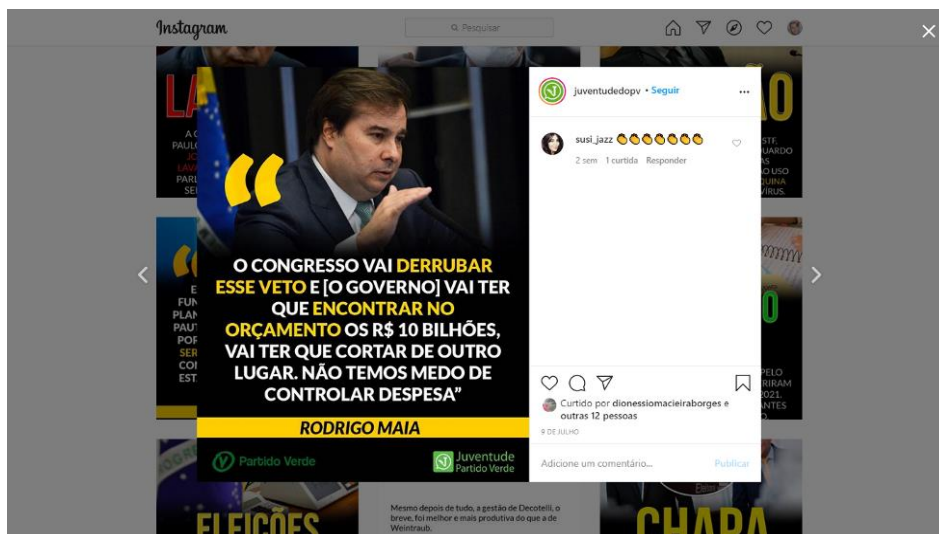 Instagram
Pesquisar
juventudedopv • Seguir
susi_jazz 👏👏👏👏👏👏👏
2 sem 1 curtida Responder
O CONGRESSO VAI DERRUBAR
ESSE VETO E [O GOVERNO] VAI TER
QUE ENCONTRAR NO
ORÇAMENTO OS R$ 10 BILHÕES,
VAI TER QUE CORTAR DE OUTRO
LUGAR. NÃO TEMOS MEDO DE
CONTROLAR DESPESA”
RODRIGO MAIA
Partido Verde
Juventude
Partido Verde
Curtido por dionessiomacieiraborges e
outras 12 pessoas
9 DE JULHO
Adicione um comentário...
Publicar
ELEIÇÕES
Mesmo depois de tudo, a gestão de Decotelli, o
breve, foi melhor e mais produtiva do que a de
Weintraub.
CHAPA